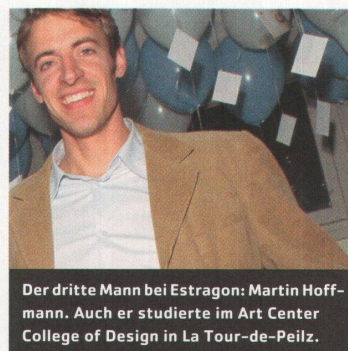 Der dritte Mann bei Estragon: Martin Hoff-
mann. Auch er studierte im Art Center
College of Design in La Tour-de-Peilz.